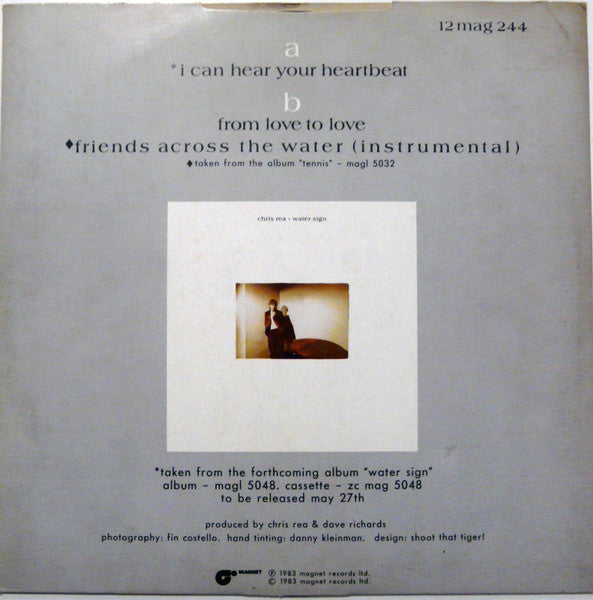 12 mag 244
a
*i can hear your heartbeat
b
from love to love
♦friends across the water (instrumental)
♦taken from the album "tennis" – magl 5032
chris rea – water sign
*taken from the forthcoming album "water sign"
album – magl 5048. cassette – zc mag 5048
to be released may 27th
produced by chris rea & dave richards
photography: fin costello. hand tinting: danny kleinman. design: shoot that tiger!
MAGNET ℗ 1983 magnet records ltd.
© 1983 magnet records ltd.